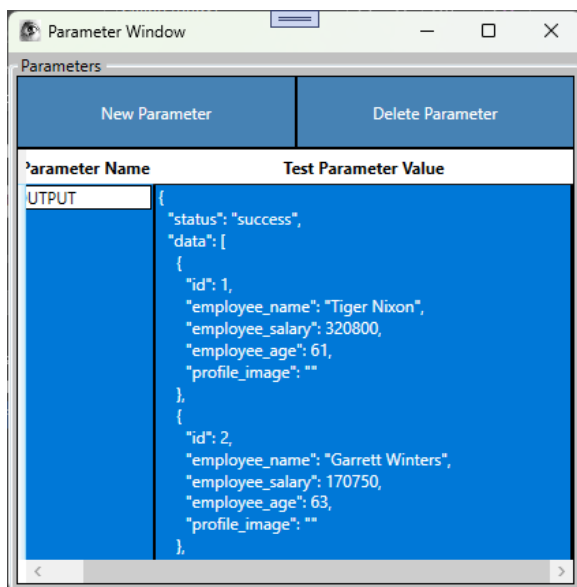 Parameter Window
Parameters
New Parameter Delete Parameter
Parameter Name Test Parameter Value
UTPUT
{
"status": "success",
"data": [
{
"id": 1,
"employee_name": "Tiger Nixon",
"employee_salary": 320800,
"employee_age": 61,
"profile_image": ""
},
{
"id": 2,
"employee_name": "Garrett Winters",
"employee_salary": 170750,
"employee_age": 63,
"profile_image": ""
},